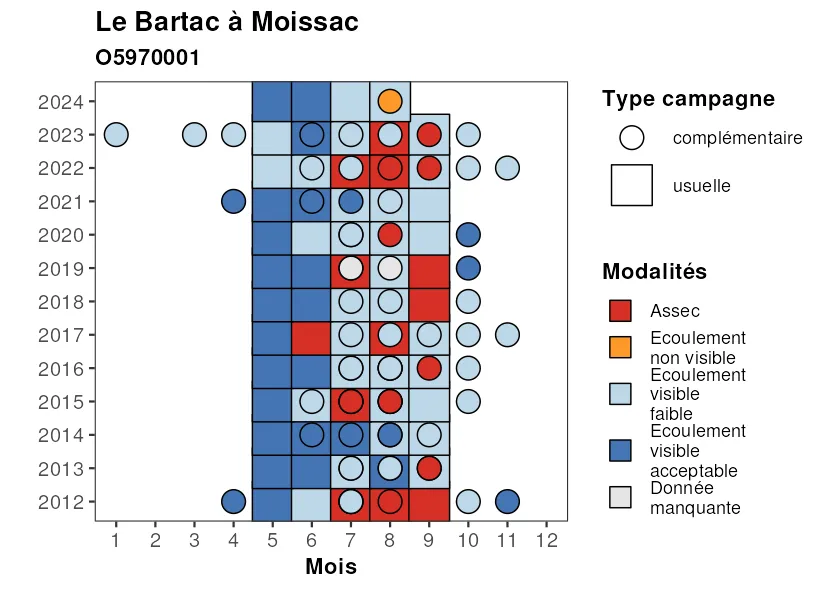 Le Bartac à Moissac
O5970001
2024
2023
2022
2021
2020
2019
2018
2017
2016
2015
2014
2013
2012
1 2 3 4 5 6 7 8 9 10 11 12
Mois
Type campagne
complémentaire
usuelle
Modalités
Assec
Ecoulement
non visible
Ecoulement
visible
faible
Ecoulement
visible
acceptable
Donnée
manquante